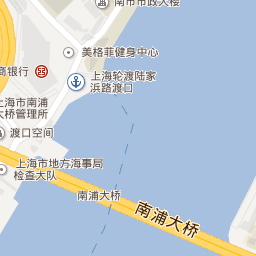 南市市政大楼
美格菲健身中心
商银行
上海轮渡陆家
浜路渡口
上海市南浦
大桥管理所
渡口空间
上海市地方海事局
检查大队
南浦大桥
南浦大桥